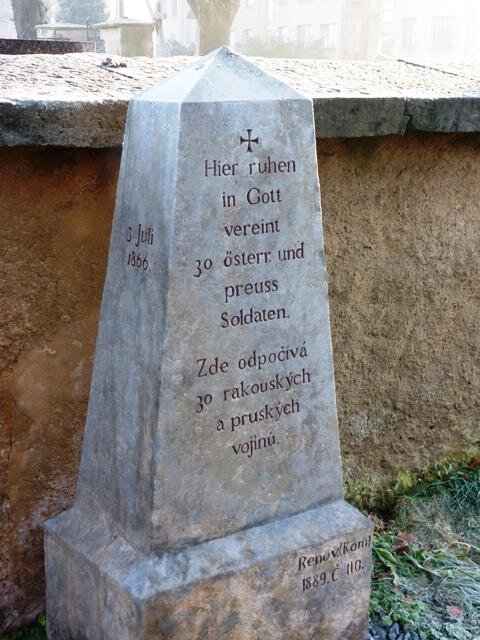 3. Juli
1866.
Hier ruhen
in Gott
vereint
30 österr. und
preuss
Soldaten.
Zde odpočívá
30 rakouských
a pruských
vojínů.
Renov. (Kom)
1889. Č 110.